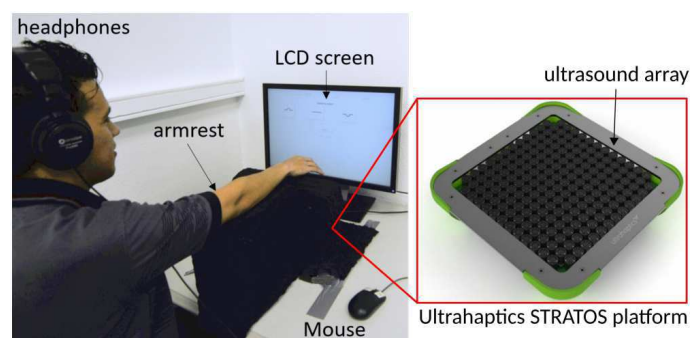 headphones
LCD screen
armrest
ultrasound array
Mouse
Ultrahaptics STRATOS platform